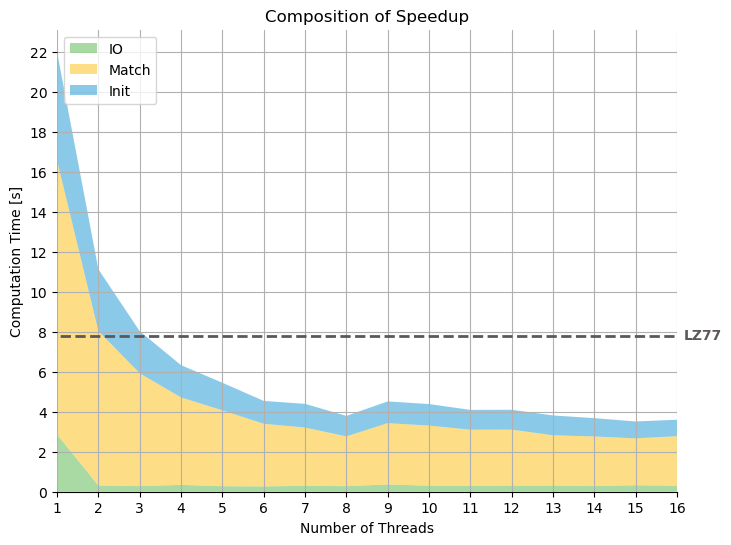 Composition of Speedup
IO
Match
Init
22
20
18
16
14
12
10
8
6
4
2
0
Computation Time [s]
LZ77
1 2 3 4 5 6 7 8 9 10 11 12 13 14 15 16
Number of Threads